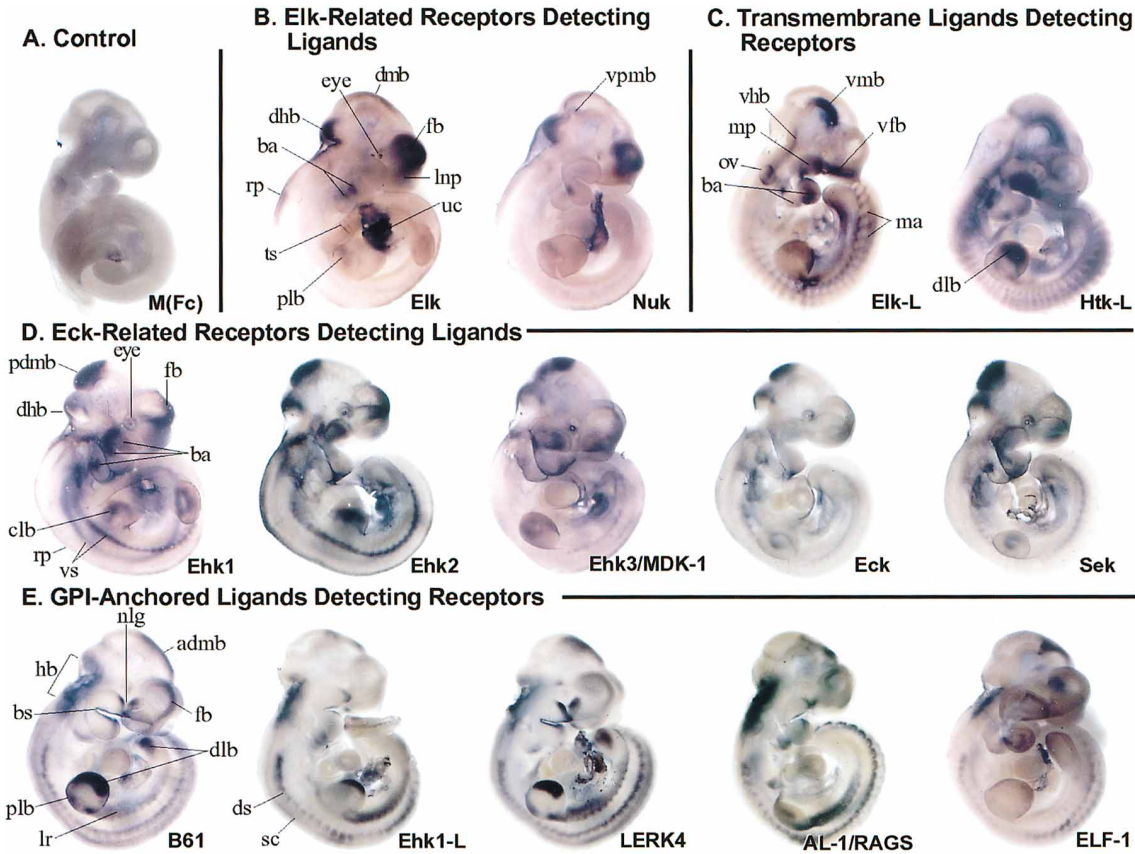 A. Control
B. Elk-Related Receptors Detecting
Ligands
C. Transmembrane Ligands Detecting
Receptors
eye
dmb
dhb
fb
ba
rp
lnp
uc
ts
plb
Elk
vpmb
Nuk
vmb
vhb
mp
vfb
ov
ba
ma
Elk-L
dlb
Htk-L
M(Fc)
D. Eck-Related Receptors Detecting Ligands
eye
pdmb
fb
dhb
ba
clb
rp
vs
Ehk1
Ehk2
Ehk3/MDK-1
Eck
Sek
E. GPI-Anchored Ligands Detecting Receptors
nlg
admb
hb
bs
fb
dlb
plb
lr
B61
ds
sc
Ehk1-L
LERK4
AL-1/RAGS
ELF-1